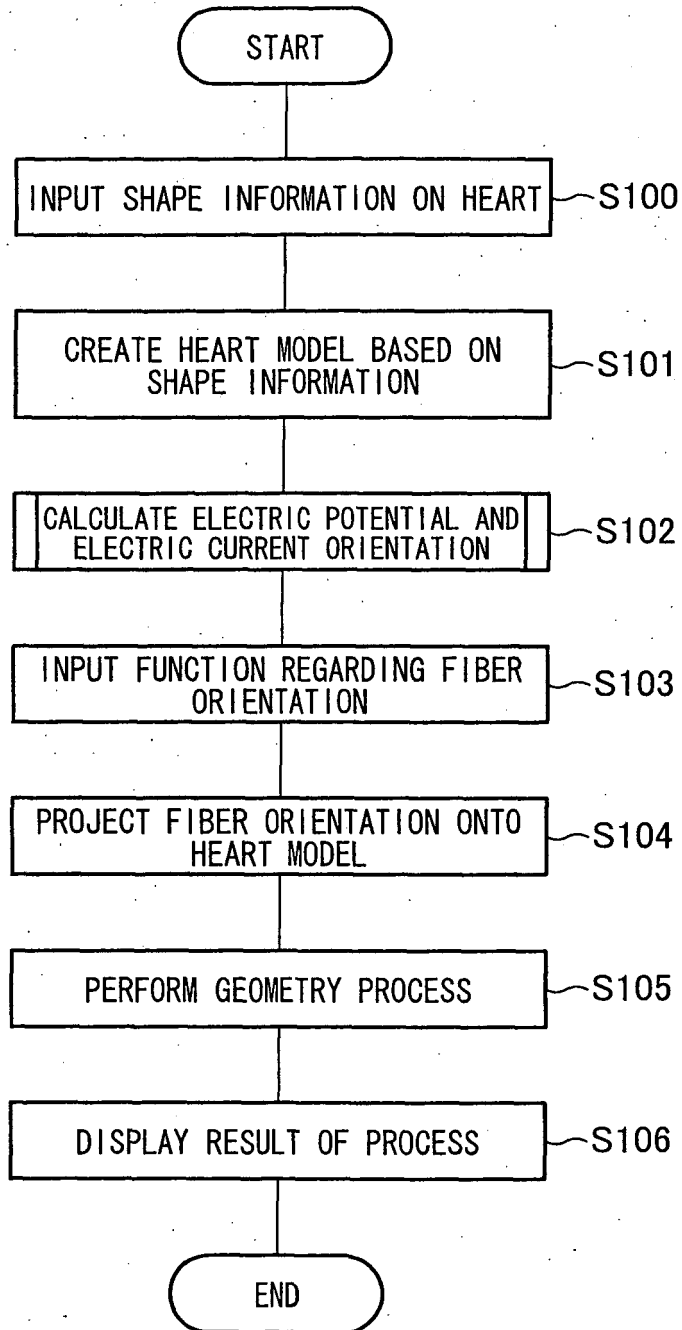 START
INPUT SHAPE INFORMATION ON HEART
S100
CREATE HEART MODEL BASED ON
SHAPE INFORMATION
S101
CALCULATE ELECTRIC POTENTIAL AND
ELECTRIC CURRENT ORIENTATION
S102
INPUT FUNCTION REGARDING FIBER
ORIENTATION
S103
PROJECT FIBER ORIENTATION ONTO
HEART MODEL
S104
PERFORM GEOMETRY PROCESS
S105
DISPLAY RESULT OF PROCESS
S106
END